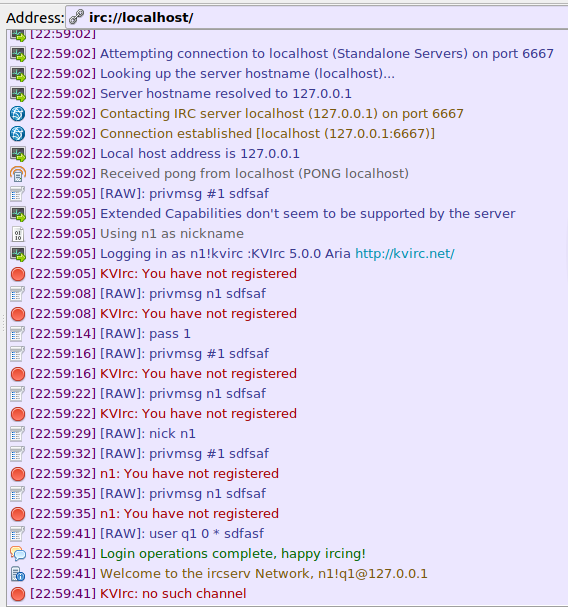 Address: irc://localhost/
[22:59:02]
[22:59:02] Attempting connection to localhost (Standalone Servers) on port 6667
[22:59:02] Looking up the server hostname (localhost)...
[22:59:02] Server hostname resolved to 127.0.0.1
[22:59:02] Contacting IRC server localhost (127.0.0.1) on port 6667
[22:59:02] Connection established [localhost (127.0.0.1:6667)]
[22:59:02] Local host address is 127.0.0.1
[22:59:02] Received pong from localhost (PONG localhost)
[22:59:05] [RAW]: privmsg #1 sdfsaf
[22:59:05] Extended Capabilities don't seem to be supported by the server
[22:59:05] Using n1 as nickname
[22:59:05] Logging in as n1!kvirc :KVIrc 5.0.0 Aria http://kvirc.net/
[22:59:05] KVIrc: You have not registered
[22:59:08] [RAW]: privmsg n1 sdfsaf
[22:59:08] KVIrc: You have not registered
[22:59:14] [RAW]: pass 1
[22:59:16] [RAW]: privmsg #1 sdfsaf
[22:59:16] KVIrc: You have not registered
[22:59:22] [RAW]: privmsg n1 sdfsaf
[22:59:22] KVIrc: You have not registered
[22:59:29] [RAW]: nick n1
[22:59:32] [RAW]: privmsg #1 sdfsaf
[22:59:32] n1: You have not registered
[22:59:35] [RAW]: privmsg n1 sdfsaf
[22:59:35] n1: You have not registered
[22:59:41] [RAW]: user q1 0 * sdfasf
[22:59:41] Login operations complete, happy ircing!
[22:59:41] Welcome to the ircserv Network, n1!q1@127.0.0.1
[22:59:41] KVIrc: no such channel